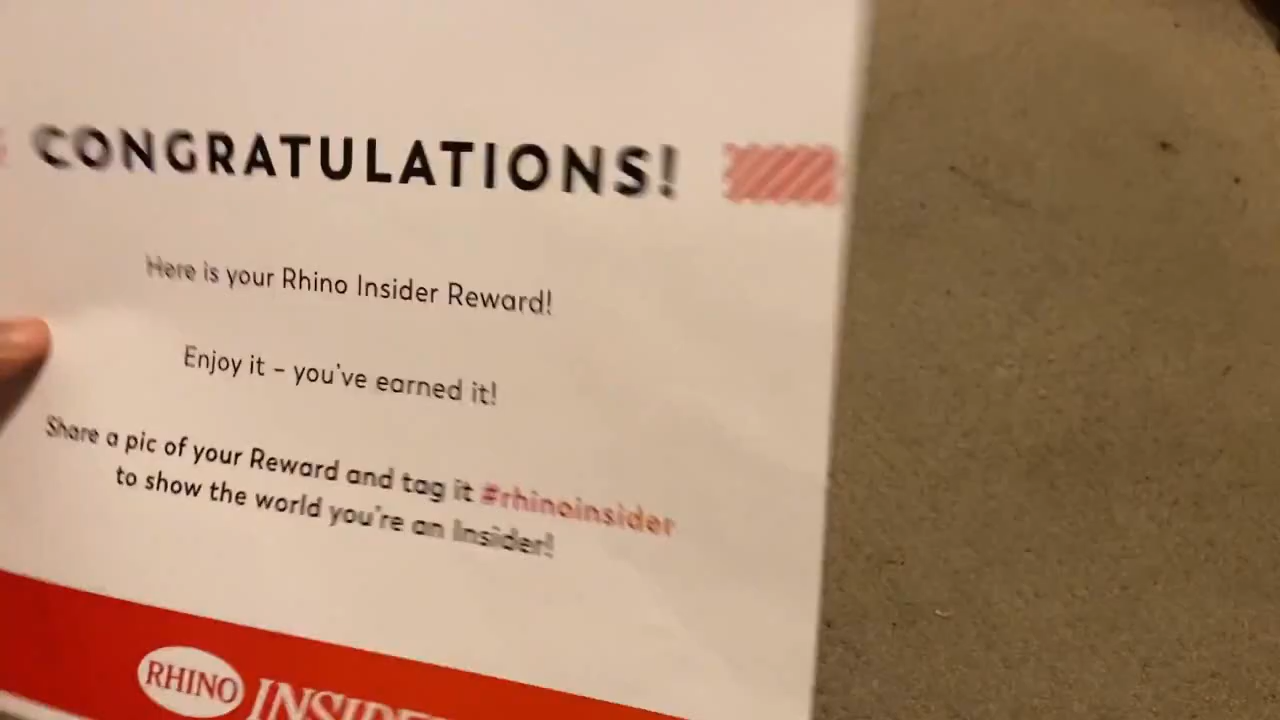 CONGRATULATIONS!
Here is your Rhino Insider Reward!
Enjoy it – you've earned it!
Share a pic of your Reward and tag it #rhinoinsider
to show the world you're an Insider!
RHINO